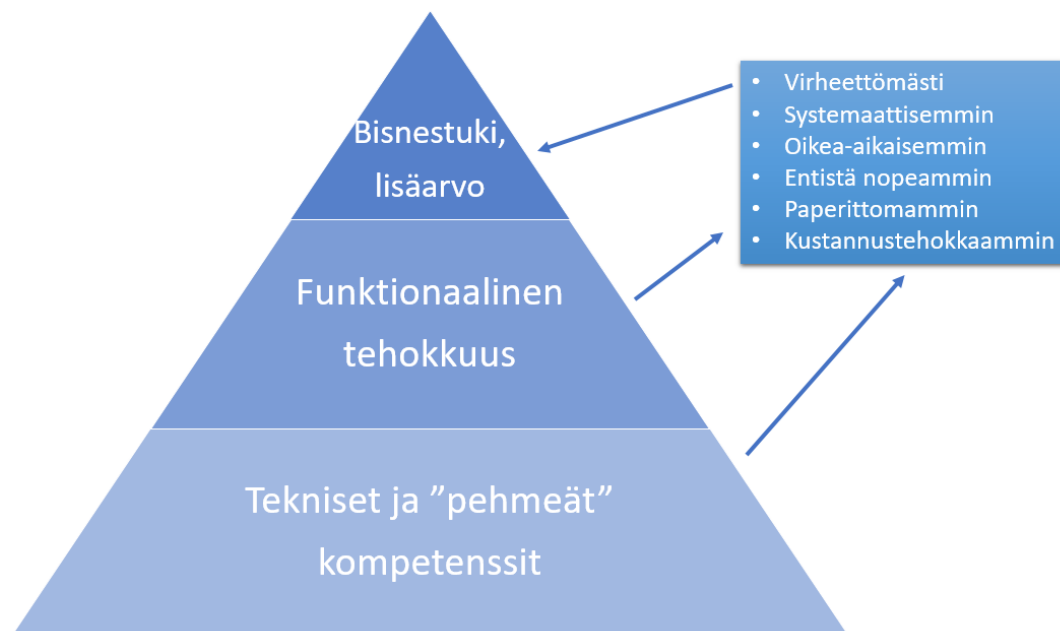 Bisnestuki,
lisäarvo
Funktionaalinen
tehokkuus
Tekniset ja ”pehmeät”
kompetenssit
• Virheettömästi
• Systemaattisemmin
• Oikea-aikaisemmin
• Entistä nopeammin
• Paperittomammin
• Kustannustehokkaammin